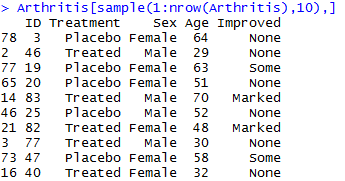 > Arthritis[sample(1:nrow(Arthritis),10),]
   ID Treatment    Sex Age Improved
78  3   Placebo Female  64     None
2  46   Treated   Male  29     None
77 19   Placebo Female  63     Some
65 20   Placebo Female  51     None
14 83   Treated   Male  70   Marked
46 25   Placebo   Male  52     None
21 82   Treated Female  48   Marked
3  77   Treated   Male  30     None
73 47   Placebo Female  58     Some
16 40   Treated Female  32     None